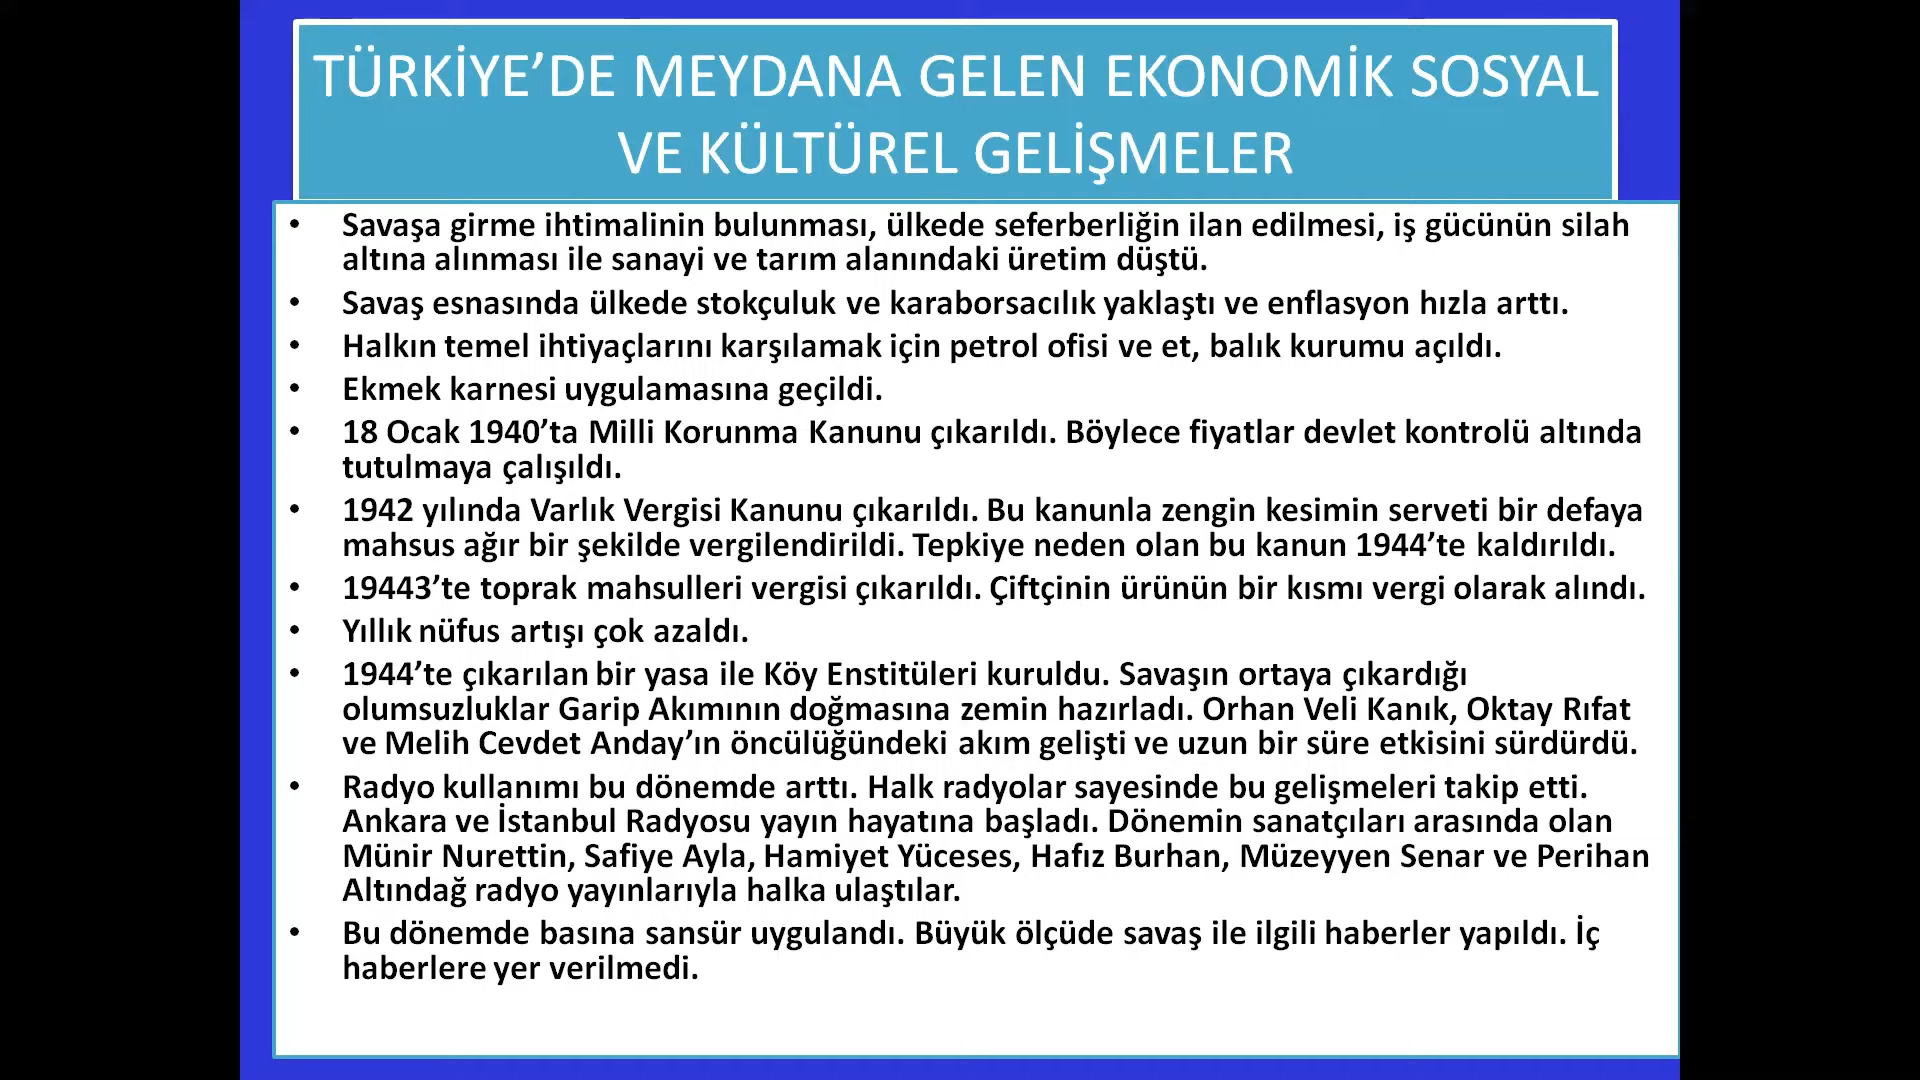 TÜRKİYE’DE MEYDANA GELEN EKONOMİK SOSYAL
VE KÜLTÜREL GELİŞMELER
• Savaşa girme ihtimalinin bulunması, ülkede seferberliğin ilan edilmesi, iş gücünün silah
altına alınması ile sanayi ve tarım alanındaki üretim düştü.
• Savaş esnasında ülkede stokçuluk ve karaborsacılık yaklaştı ve enflasyon hızla arttı.
• Halkın temel ihtiyaçlarını karşılamak için petrol ofisi ve et, balık kurumu açıldı.
• Ekmek karnesi uygulamasına geçildi.
• 18 Ocak 1940’ta Milli Korunma Kanunu çıkarıldı. Böylece fiyatlar devlet kontrolü altında
tutulmaya çalışıldı.
• 1942 yılında Varlık Vergisi Kanunu çıkarıldı. Bu kanunla zengin kesimin serveti bir defaya
mahsus ağır bir şekilde vergilendirildi. Tepkiye neden olan bu kanun 1944’te kaldırıldı.
• 19443’te toprak mahsulleri vergisi çıkarıldı. Çiftçinin ürünün bir kısmı vergi olarak alındı.
• Yıllık nüfus artışı çok azaldı.
• 1944’te çıkarılan bir yasa ile Köy Enstitüleri kuruldu. Savaşın ortaya çıkardığı
olumsuzluklar Garip Akımının doğmasına zemin hazırladı. Orhan Veli Kanık, Oktay Rıfat
ve Melih Cevdet Anday’ın öncülüğündeki akım gelişti ve uzun bir süre etkisini sürdürdü.
• Radyo kullanımı bu dönemde arttı. Halk radyolar sayesinde bu gelişmeleri takip etti.
Ankara ve İstanbul Radyosu yayın hayatına başladı. Dönemin sanatçıları arasında olan
Münir Nurettin, Safiye Ayla, Hamiyet Yüceses, Hafız Burhan, Müzeyyen Senar ve Perihan
Altındağ radyo yayınlarıyla halka ulaştılar.
• Bu dönemde basına sansür uygulandı. Büyük ölçüde savaş ile ilgili haberler yapıldı. İç
haberlere yer verilmedi.